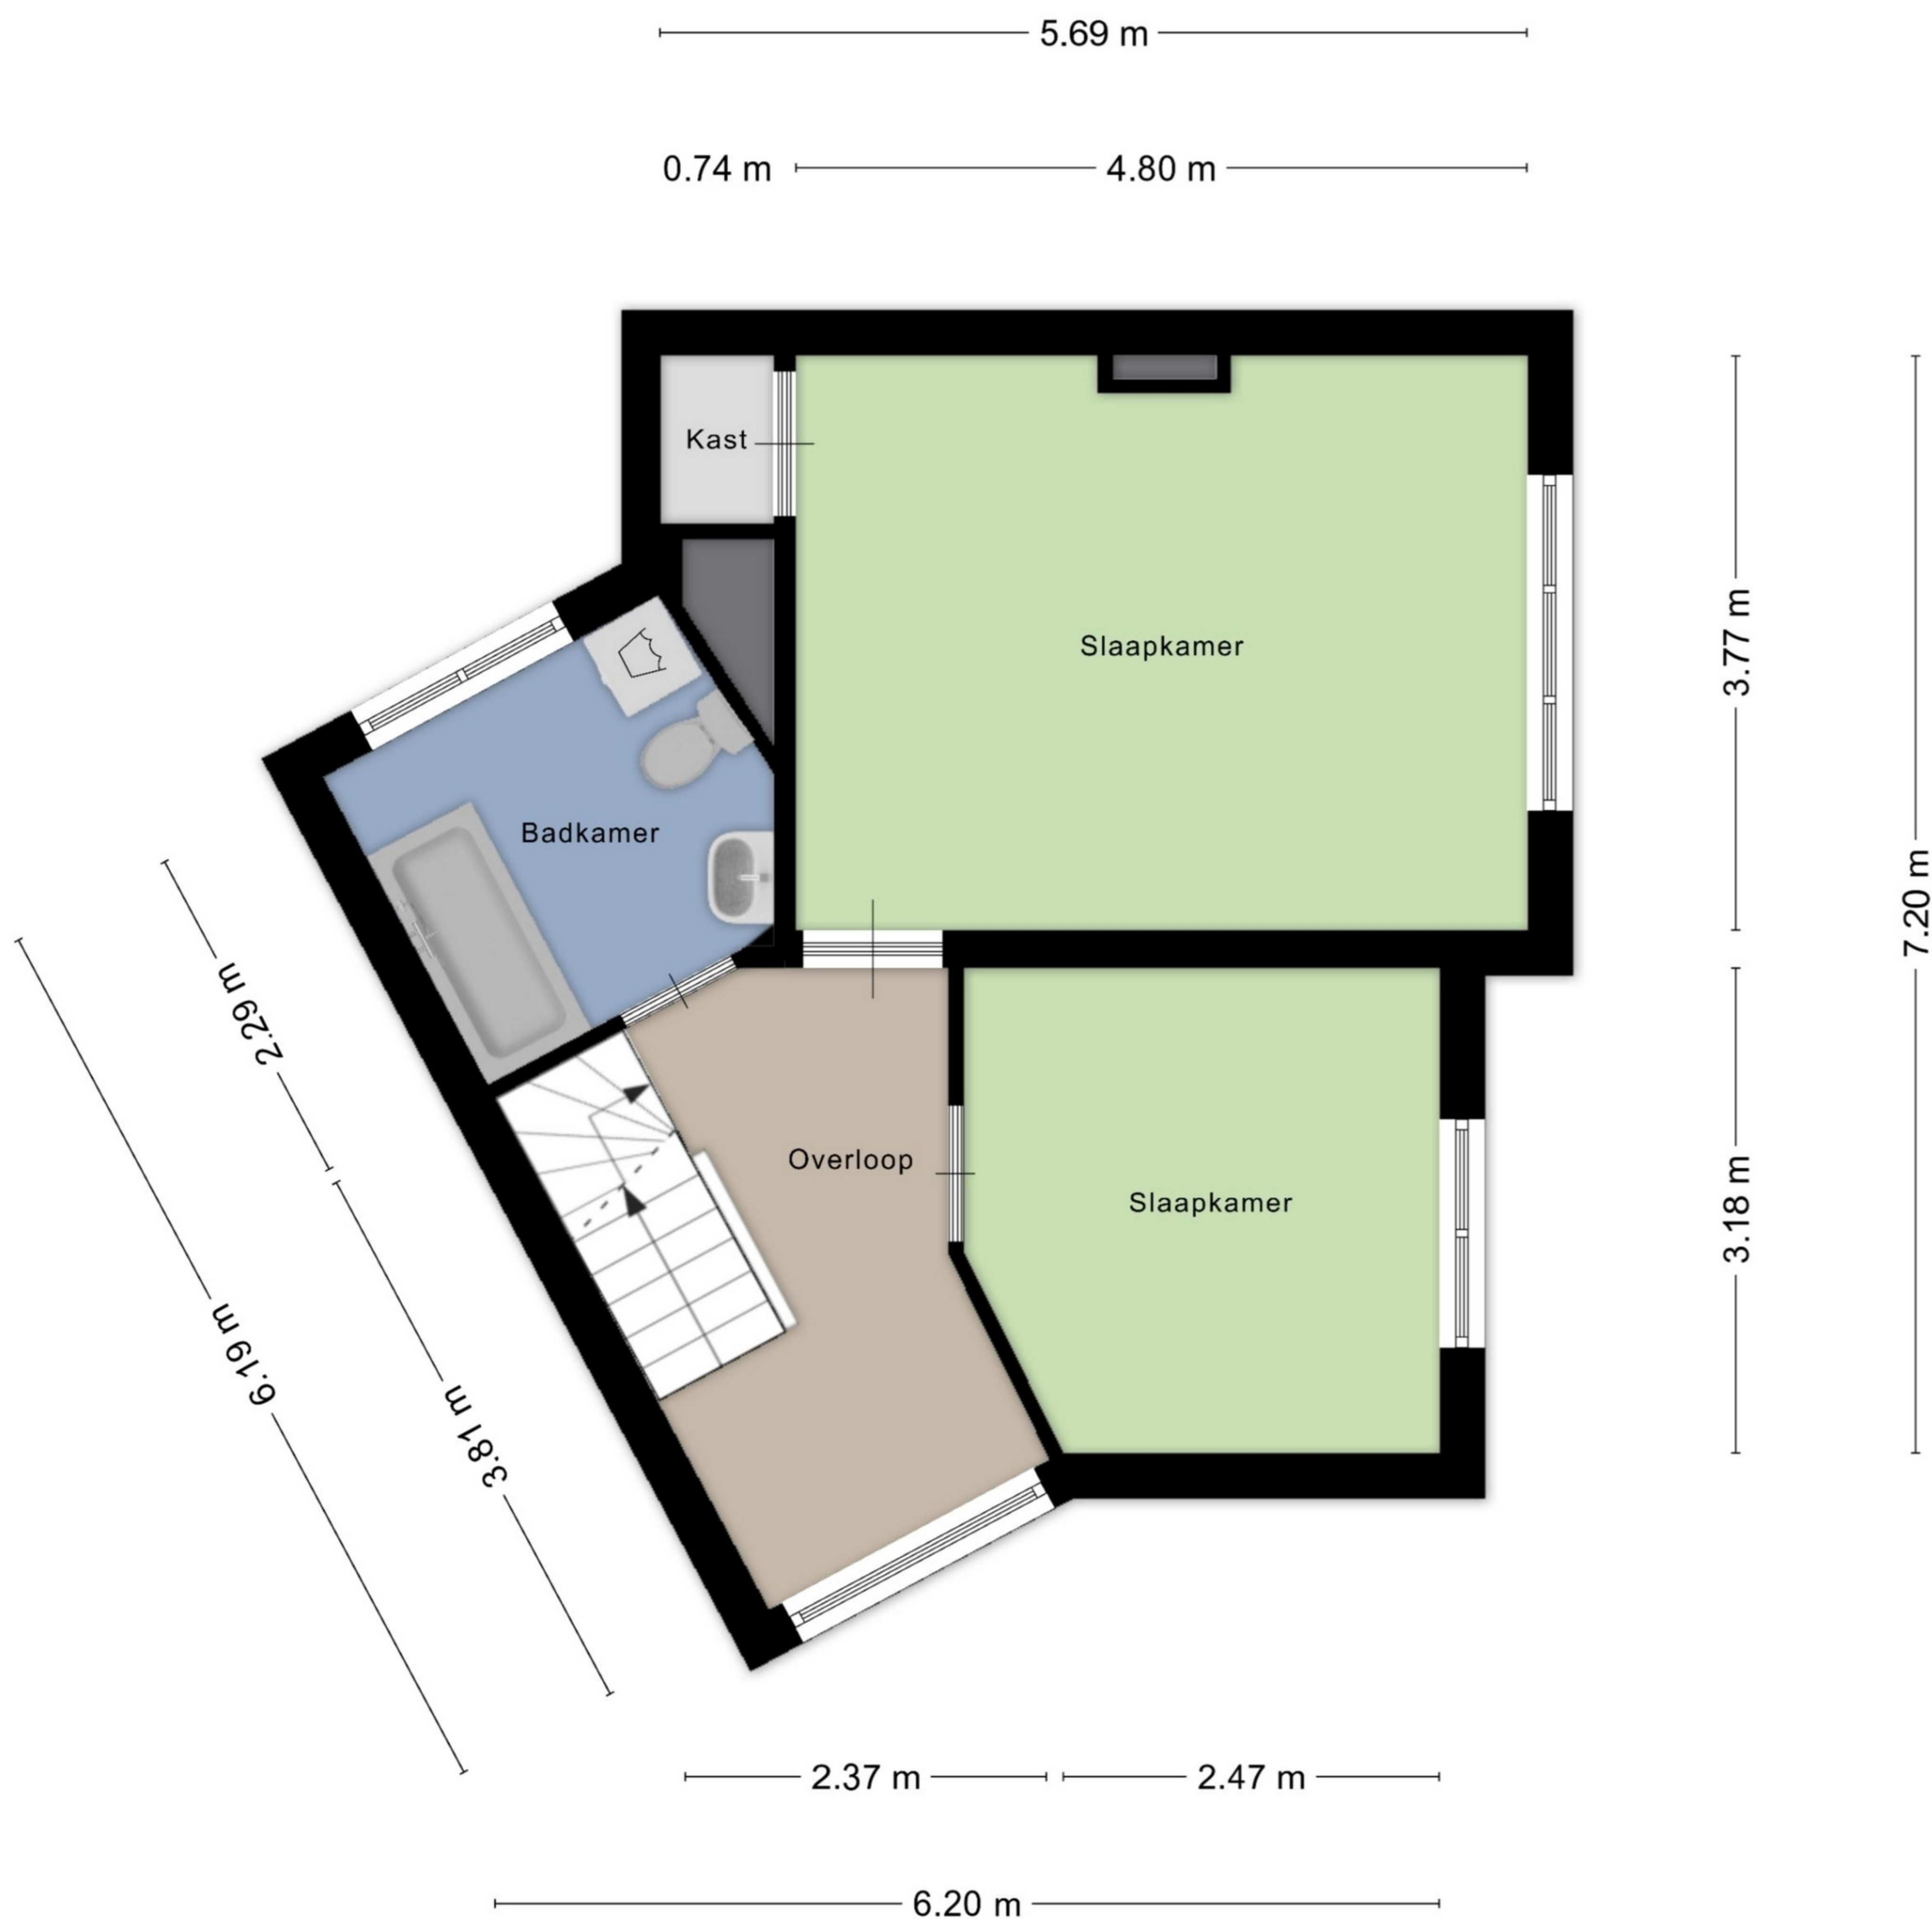 5.69 m
0.74 m
4.80 m
Kast
Slaapkamer
3.77 m
Badkamer
7.20 m
2.29 m
Overloop
Slaapkamer
3.18 m
6.19 m
3.81 m
2.37 m
2.47 m
6.20 m